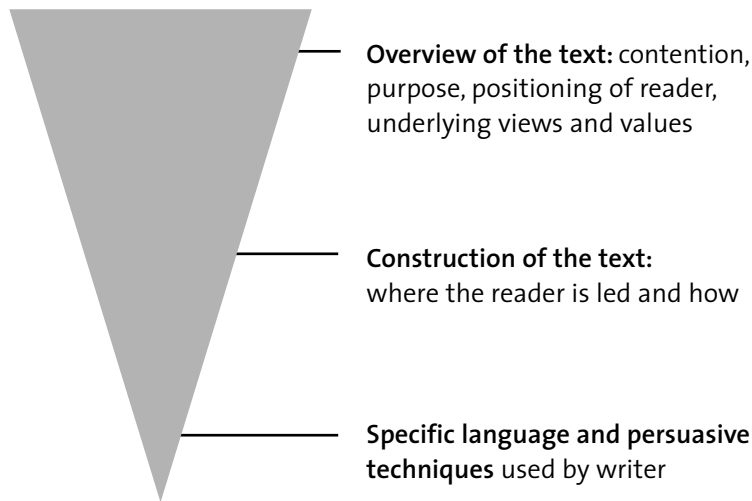 Overview of the text: contention,
purpose, positioning of reader,
underlying views and values
Construction of the text:
where the reader is led and how
Specific language and persuasive
techniques used by writer